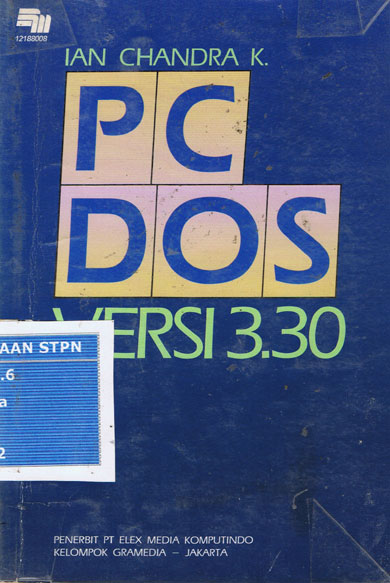 12188008
IAN CHANDRA K.
PC
DOS
VERSI 3.30
AAN STPN
.6
a
2
PENERBIT PT ELEX MEDIA KOMPUTINDO
KELOMPOK GRAMEDIA – JAKARTA